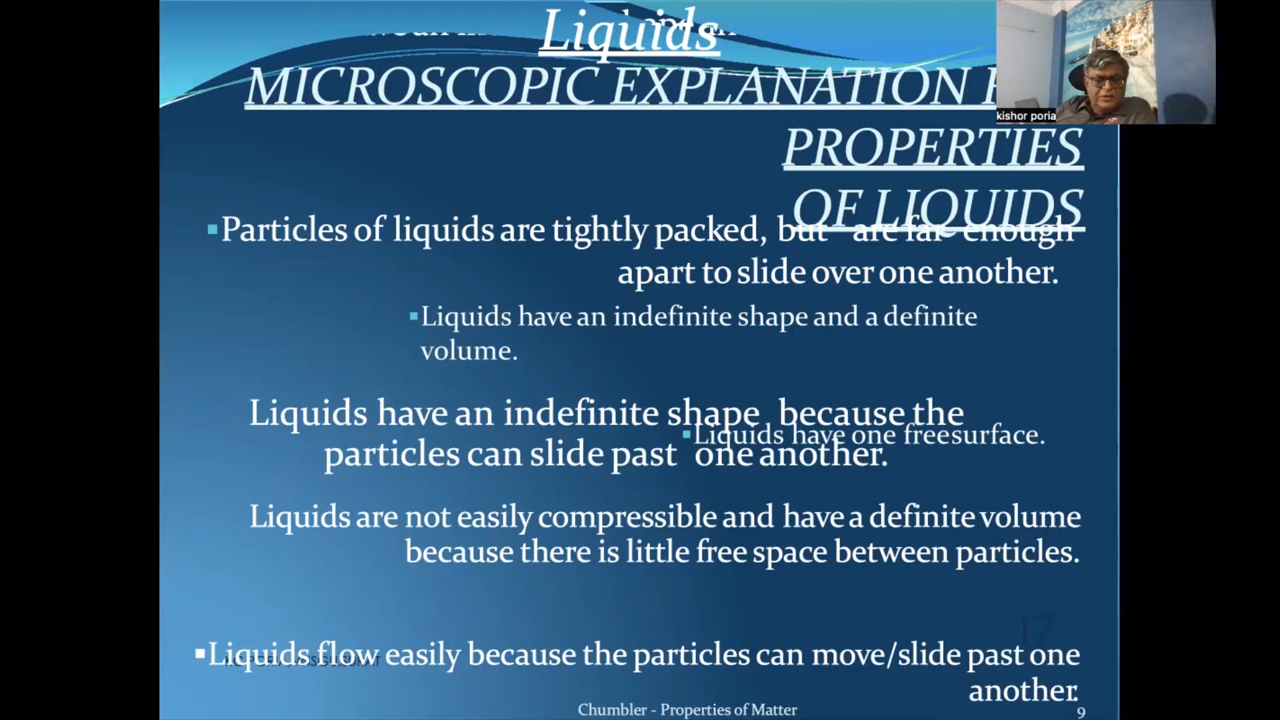 Liquids
MICROSCOPIC EXPLANATION
kishor poria
PROPERTIES
OF LIQUIDS
▪Particles of liquids are tightly packed, but are far enough
apart to slide over one another.
▪Liquids have an indefinite shape and a definite
volume.
Liquids have an indefinite shape because the
▪Liquids have one freesurface.
particles can slide past one another.
Liquids are not easily compressible and have a definite volume
because there is little free space between particles.
▪Liquids flow easily because the particles can move/slide past one
another.
Chumbler - Properties of Matter
9